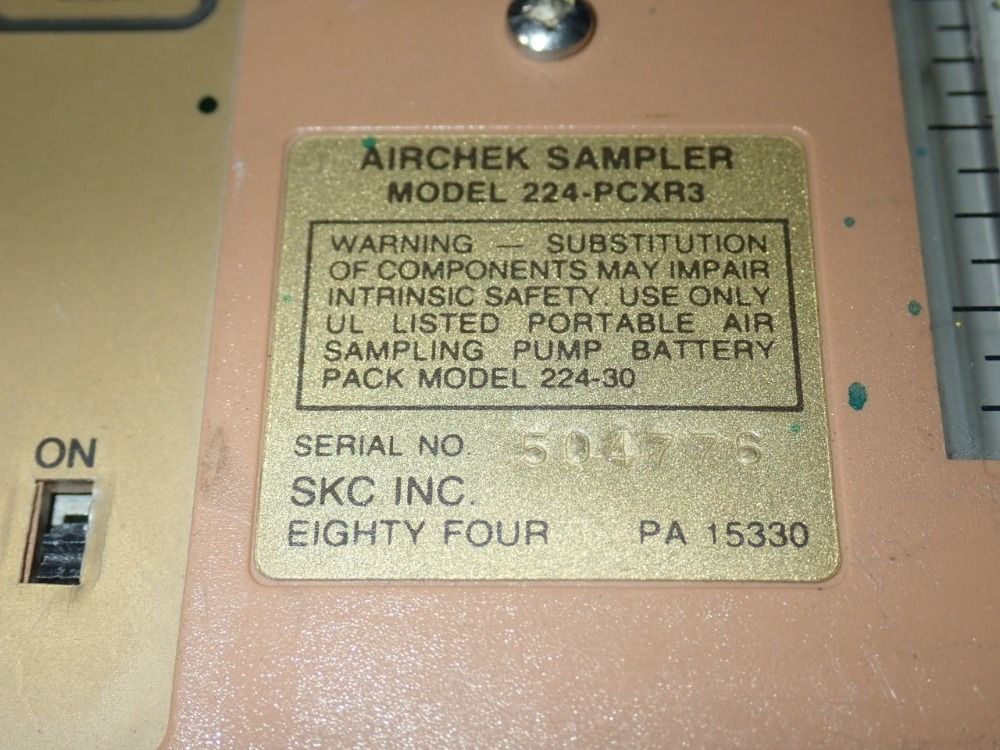 AIRCHEK SAMPLER
MODEL 224-PCXR3
WARNING — SUBSTITUTION
OF COMPONENTS MAY IMPAIR
INTRINSIC SAFETY. USE ONLY
UL LISTED PORTABLE AIR
SAMPLING PUMP BATTERY
PACK MODEL 224-30
SERIAL NO. 504776
SKC INC.
EIGHTY FOUR PA 15330
ON